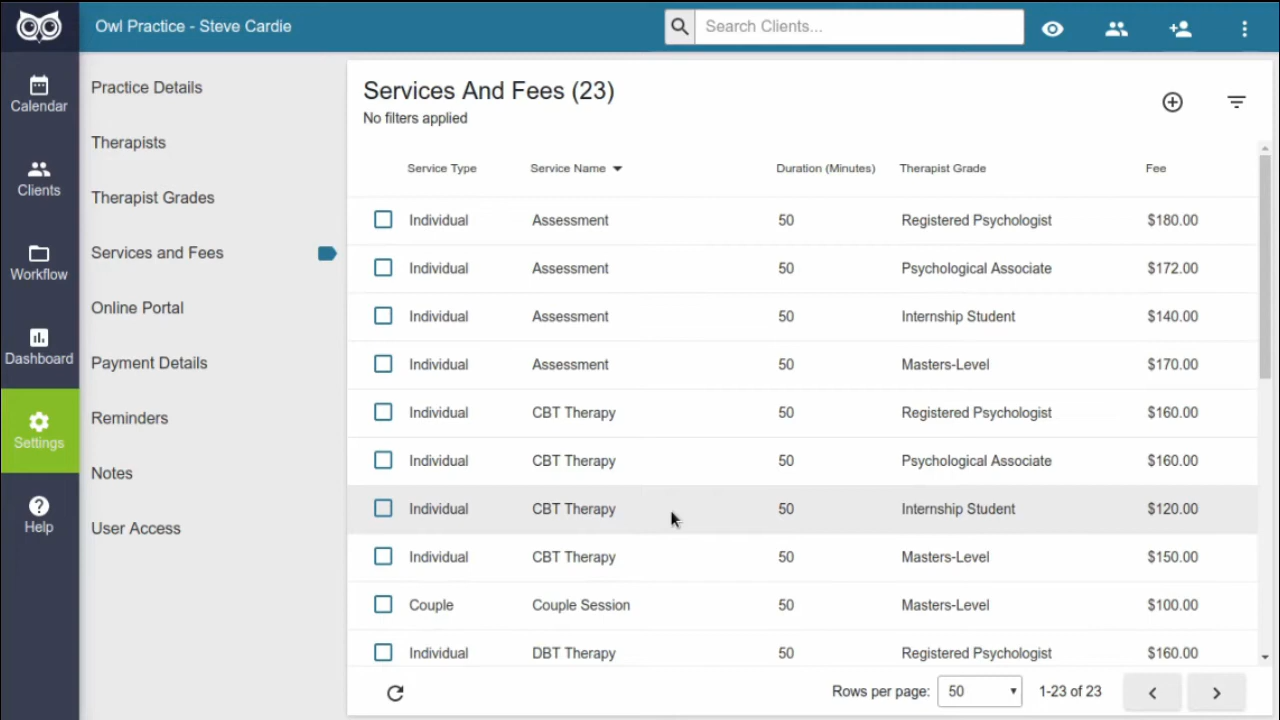 Owl Practice - Steve Cardie
Search Clients...
Calendar
Clients
Workflow
Dashboard
Settings
Help
Practice Details
Therapists
Therapist Grades
Services and Fees
Online Portal
Payment Details
Reminders
Notes
User Access
Services And Fees (23)
No filters applied
Service Type Service Name Duration (Minutes) Therapist Grade Fee
Individual Assessment 50 Registered Psychologist $180.00
Individual Assessment 50 Psychological Associate $172.00
Individual Assessment 50 Internship Student $140.00
Individual Assessment 50 Masters-Level $170.00
Individual CBT Therapy 50 Registered Psychologist $160.00
Individual CBT Therapy 50 Psychological Associate $160.00
Individual CBT Therapy 50 Internship Student $120.00
Individual CBT Therapy 50 Masters-Level $150.00
Couple Couple Session 50 Masters-Level $100.00
Individual DBT Therapy 50 Registered Psychologist $160.00
Rows per page: 50 1-23 of 23